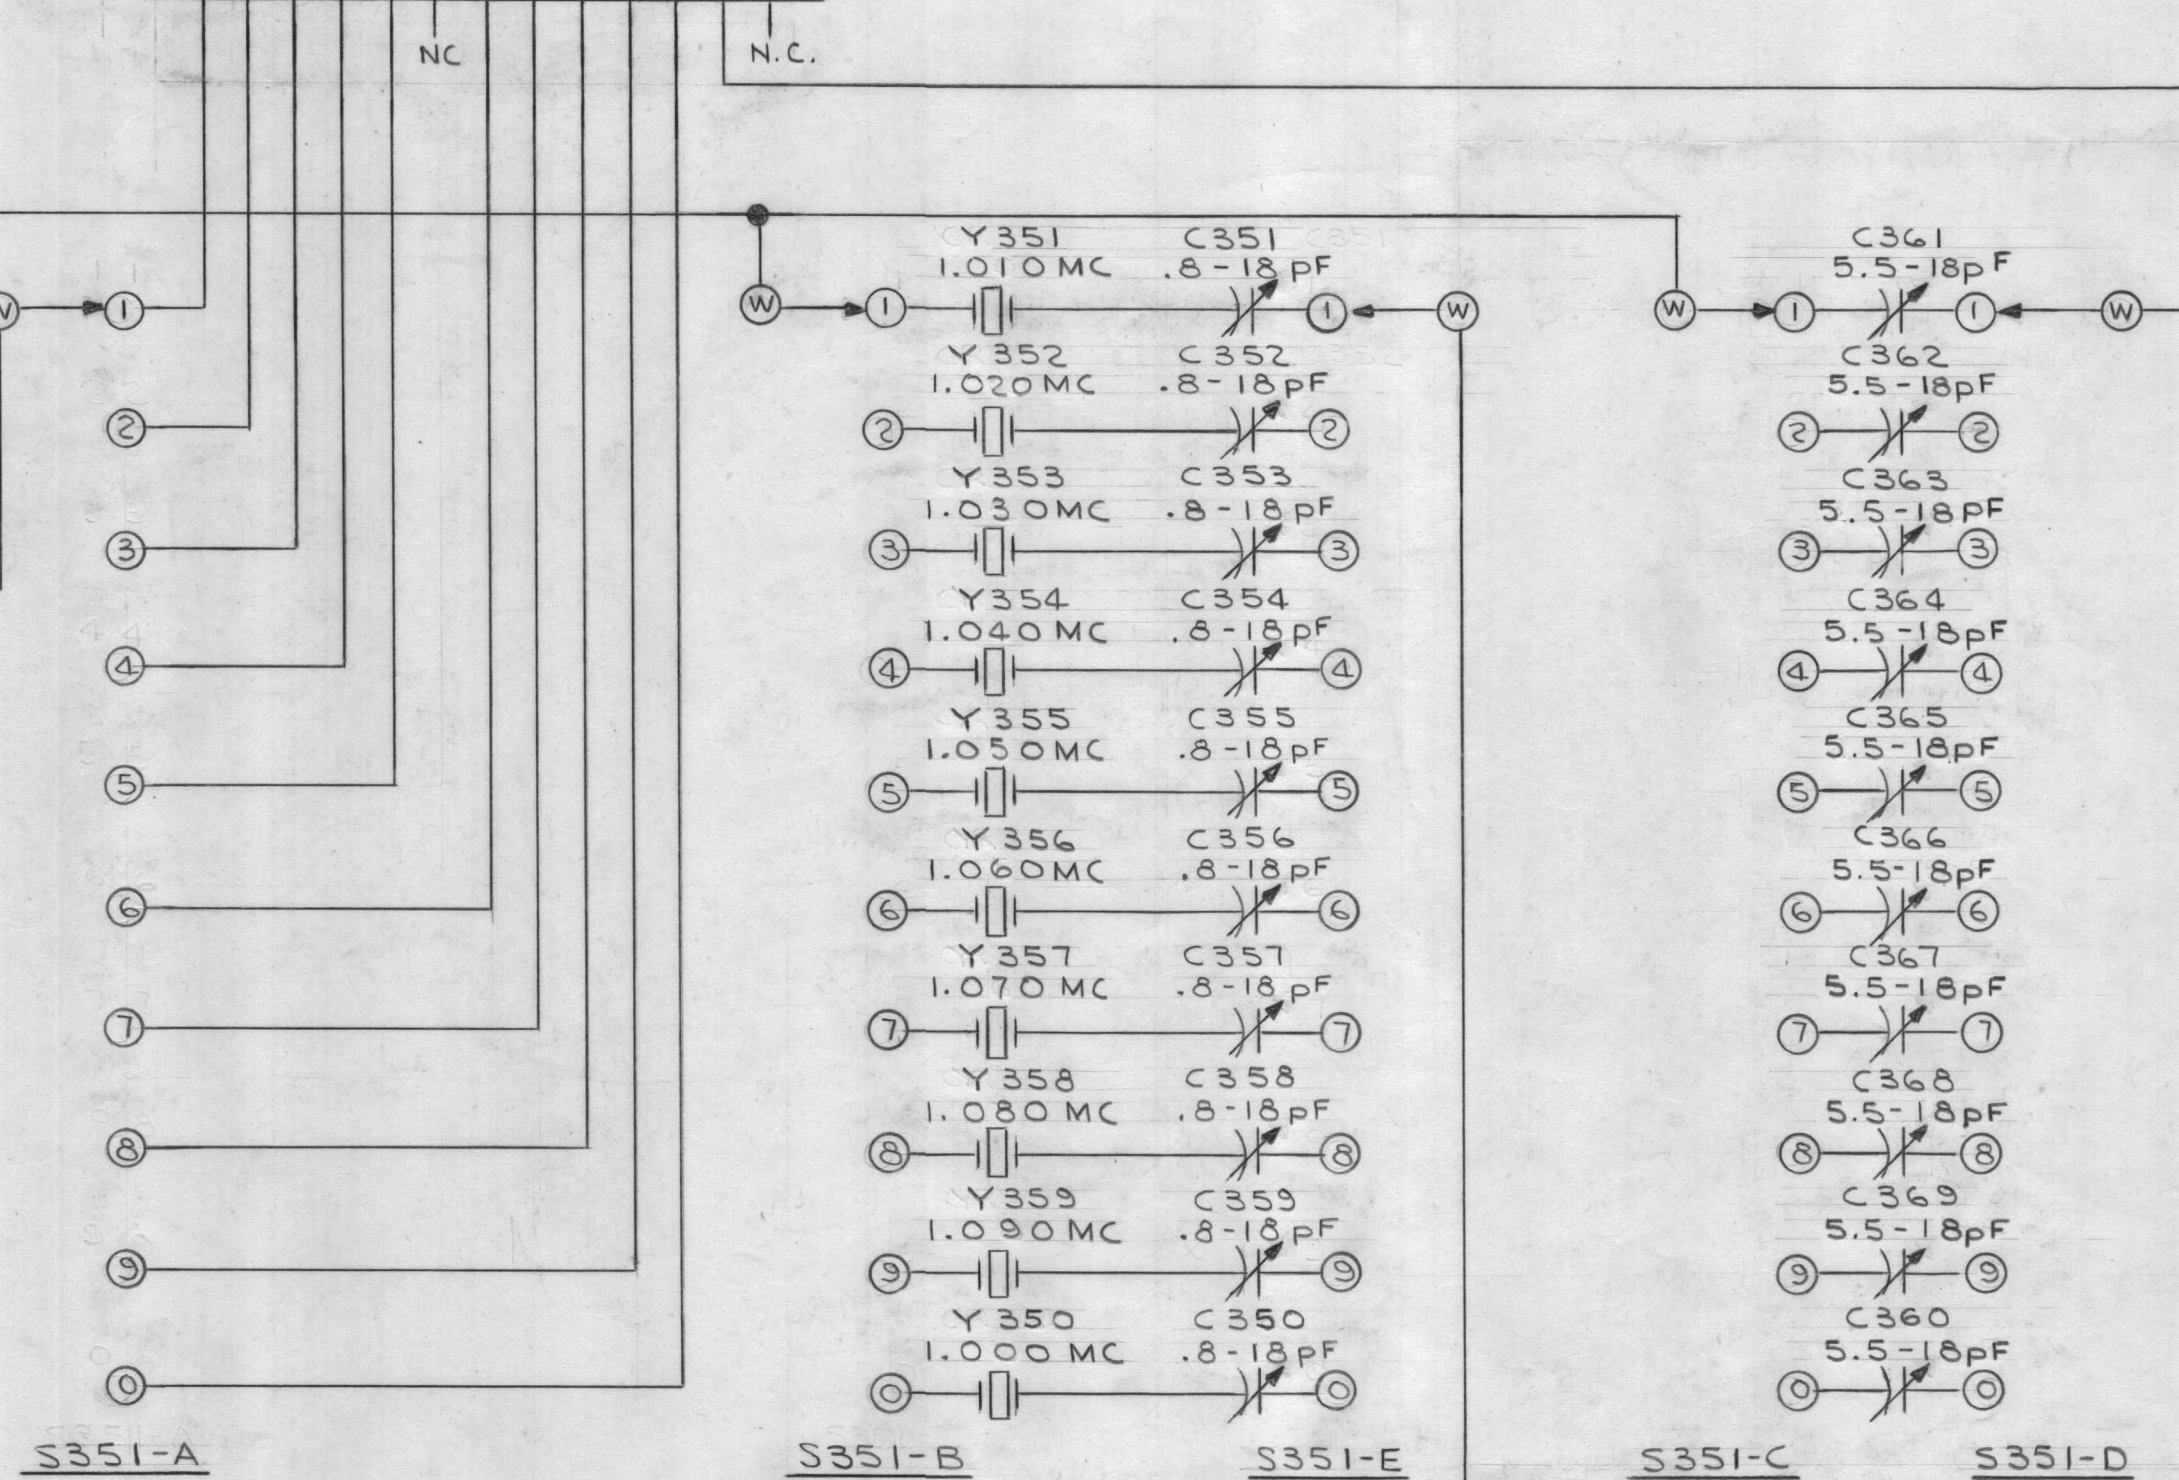 NC
N.C.
Y351 C351 C361
1.010MC .8-18pF 5.5-18pF
W 1 W 1 1 W W 1 1 W
Y352 C352 C362
1.020MC .8-18pF 5.5-18pF
2 2 2 2 2
Y353 C353 C363
1.030MC .8-18pF 5.5-18PF
3 3 3 3 3
Y354 C354 C364
1.040MC .8-18pF 5.5-18pF
4 4 4 4 4
Y355 C355 C365
1.050MC .8-18pF 5.5-18pF
5 5 5 5 5
Y356 C356 C366
1.060MC .8-18pF 5.5-18pF
6 6 6 6 6
Y357 C357 C367
1.070MC .8-18pF 5.5-18pF
7 7 7 7 7
Y358 C358 C368
1.080MC .8-18pF 5.5-18pF
8 8 8 8 8
Y359 C359 C369
1.090MC .8-18pF 5.5-18pF
9 9 9 9 9
Y350 C350 C360
1.000MC .8-18pF 5.5-18pF
0 0 0 0 0
S351-A S351-B S351-E S351-C S351-D